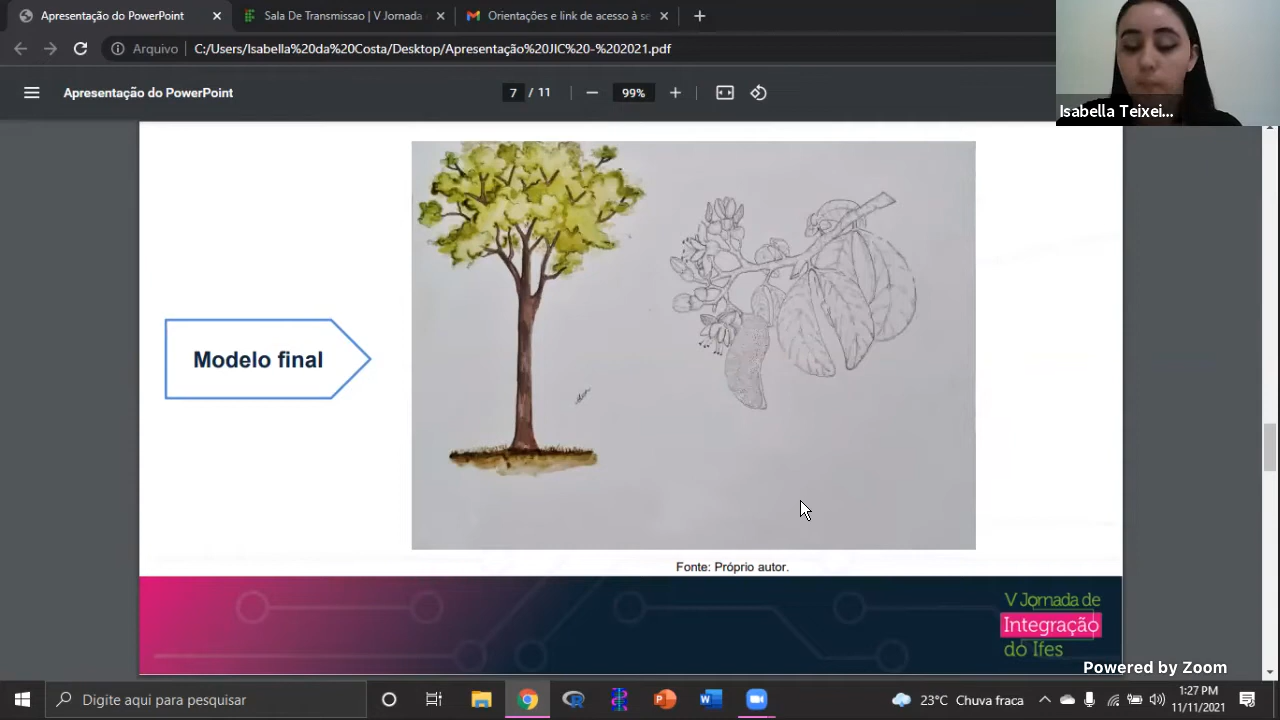 Apresentação do PowerPoint
Sala De Transmissao | V Jornada
Orientações e link de acesso à se
Arquivo
C:/Users/Isabella%20da%20Costa/Desktop/Apresentação%20JIC%20-%202021.pdf
Apresentação do PowerPoint
7 / 11
99%
Isabella Teixei...
Modelo final
Fonte: Próprio autor.
V Jornada de
Integração
do Ifes
Powered by Zoom
Digite aqui para pesquisar
23°C Chuva fraca
1:27 PM
11/11/2021